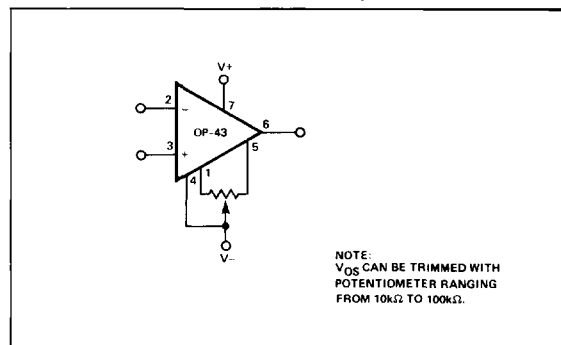 V+
2
−
7
OP-43
6
3
+
5
4
1
V−
NOTE:
VOS CAN BE TRIMMED WITH
POTENTIOMETER RANGING
FROM 10kΩ TO 100kΩ.